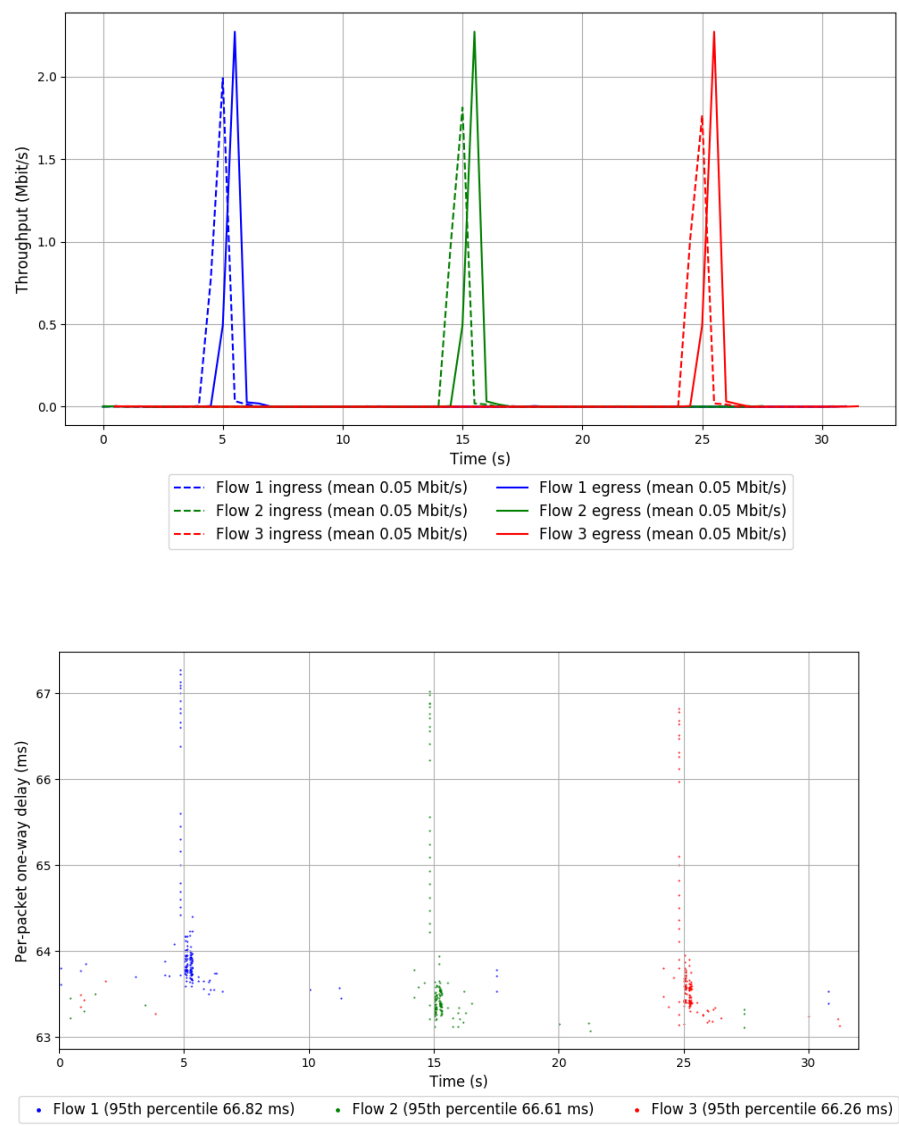 2.0
1.5
1.0
0.5
0.0
Throughput (Mbit/s)
0 5 10 15 20 25 30
Time (s)
Flow 1 ingress (mean 0.05 Mbit/s) Flow 1 egress (mean 0.05 Mbit/s)
Flow 2 ingress (mean 0.05 Mbit/s) Flow 2 egress (mean 0.05 Mbit/s)
Flow 3 ingress (mean 0.05 Mbit/s) Flow 3 egress (mean 0.05 Mbit/s)
67
66
65
64
63
Per-packet one-way delay (ms)
0 5 10 15 20 25 30
Time (s)
Flow 1 (95th percentile 66.82 ms) Flow 2 (95th percentile 66.61 ms) Flow 3 (95th percentile 66.26 ms)